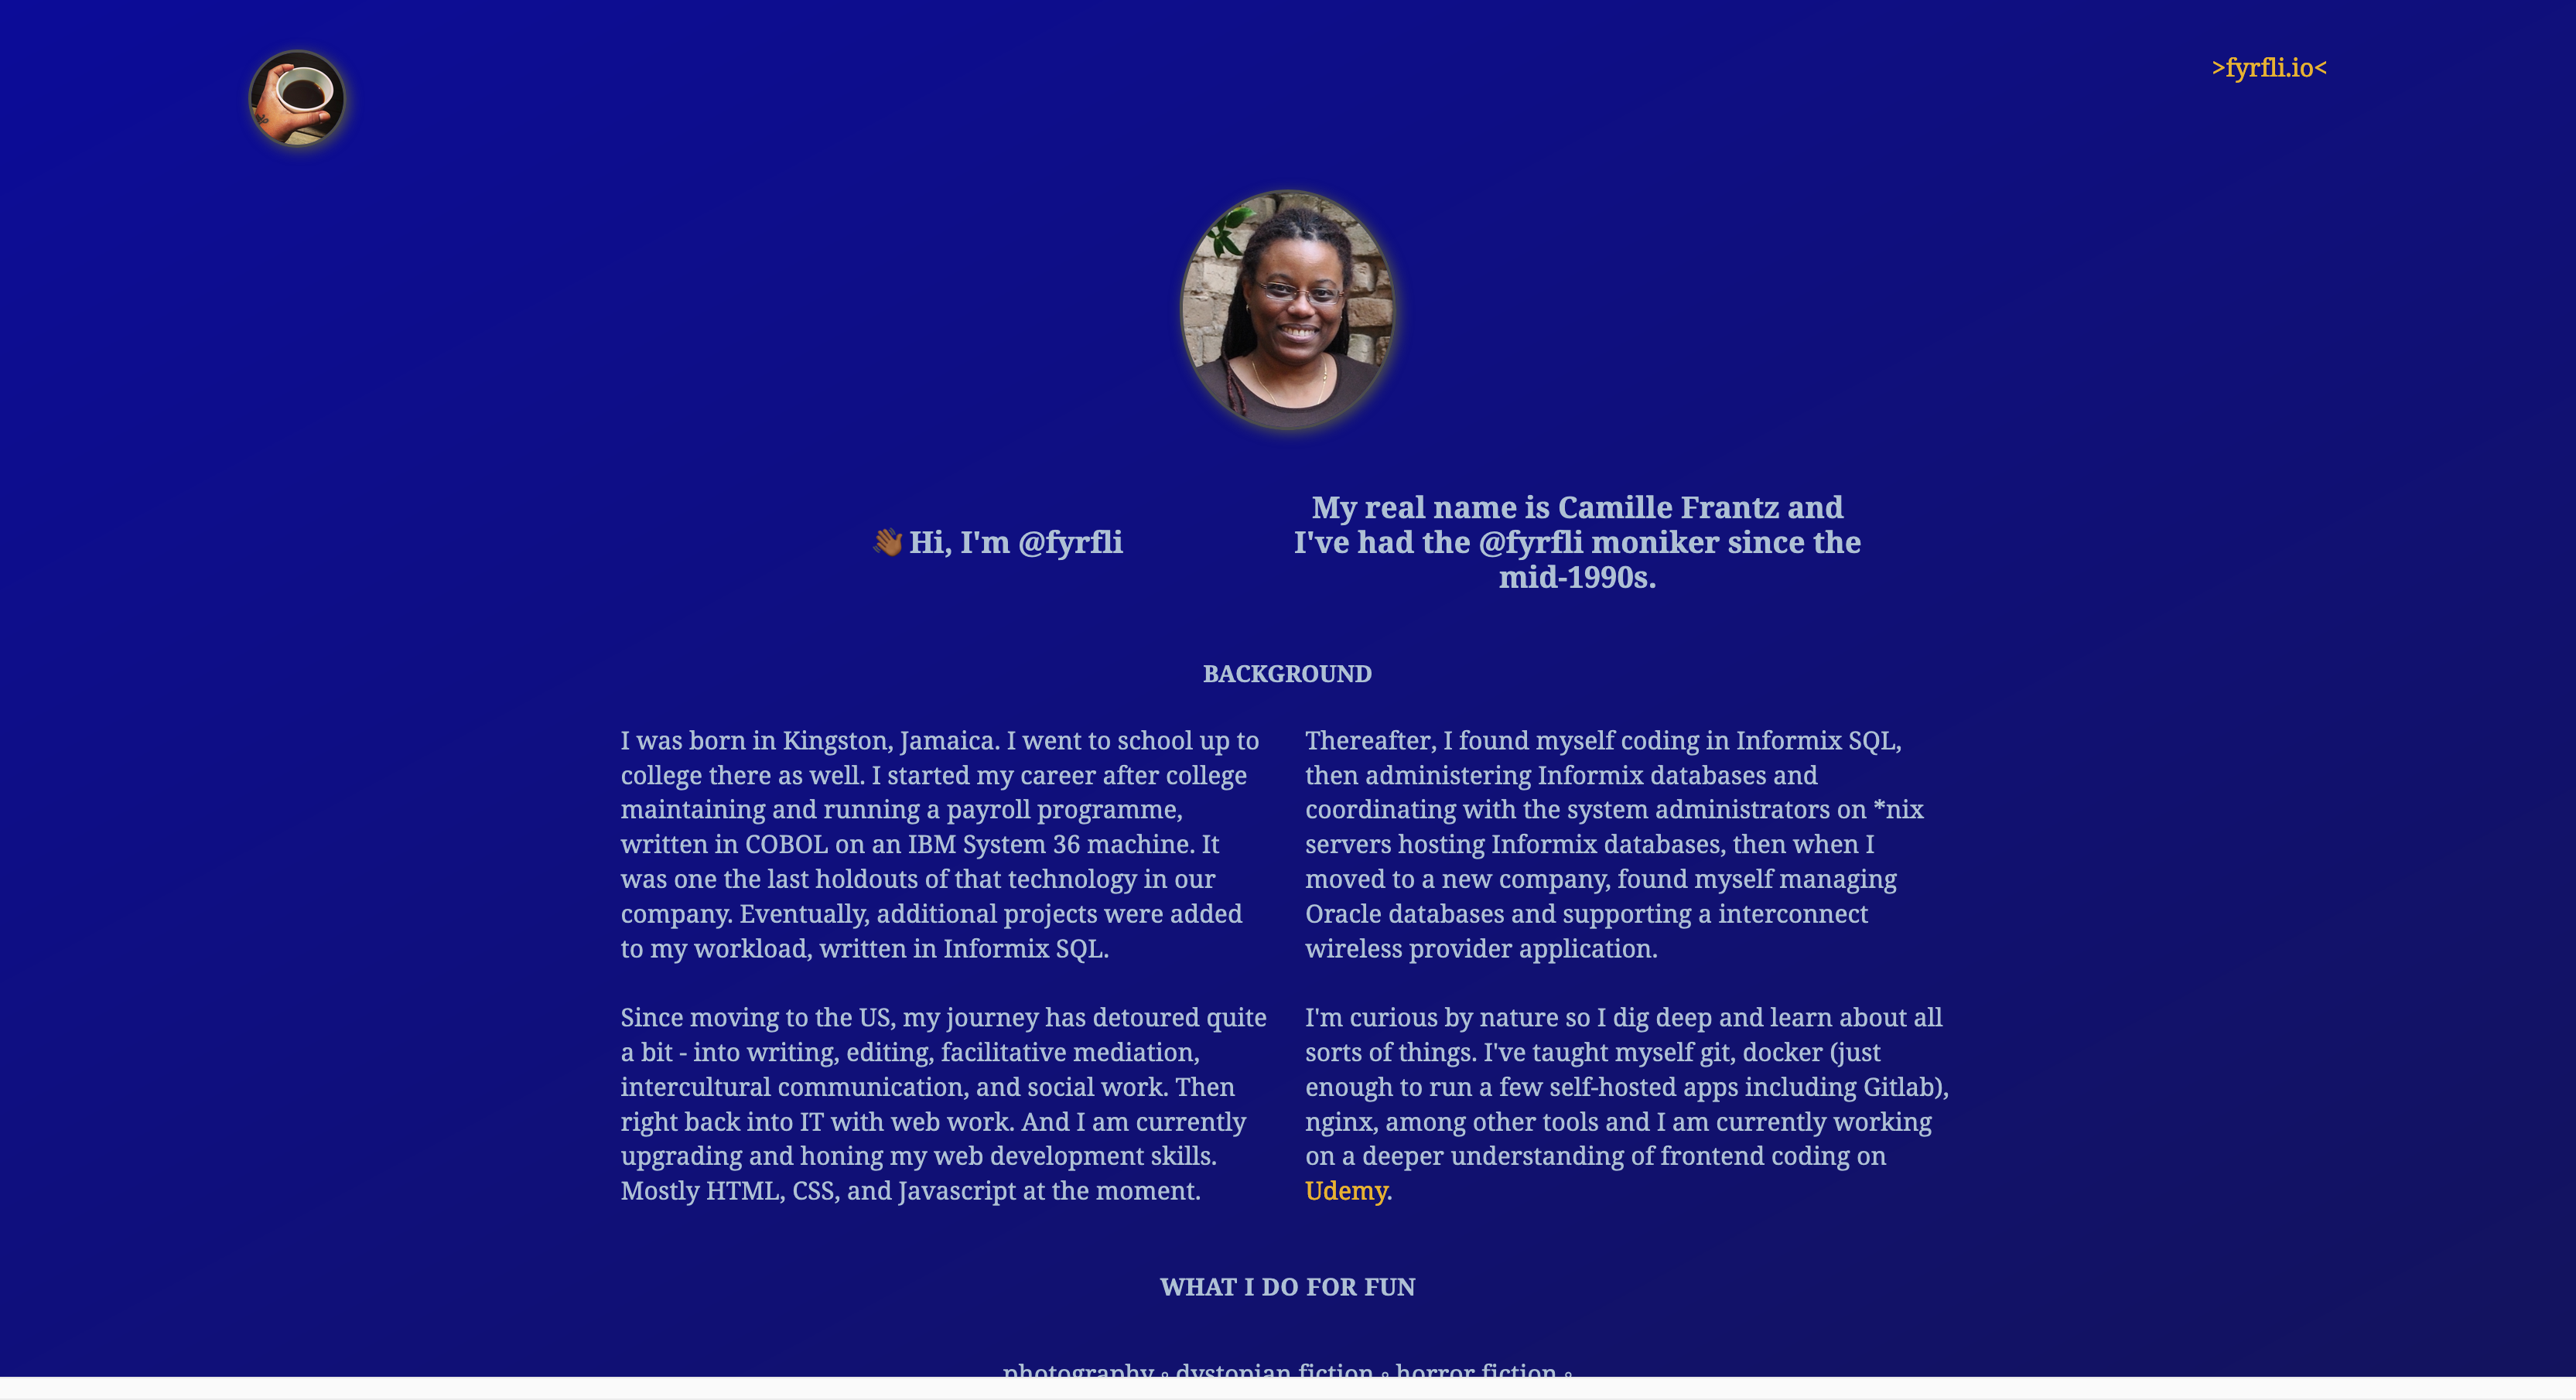 >fyrfli.io<
👋🏾 Hi, I'm @fyrfli
My real name is Camille Frantz and
I've had the @fyrfli moniker since the
mid-1990s.
BACKGROUND
I was born in Kingston, Jamaica. I went to school up to
college there as well. I started my career after college
maintaining and running a payroll programme,
written in COBOL on an IBM System 36 machine. It
was one the last holdouts of that technology in our
company. Eventually, additional projects were added
to my workload, written in Informix SQL.
Thereafter, I found myself coding in Informix SQL,
then administering Informix databases and
coordinating with the system administrators on *nix
servers hosting Informix databases, then when I
moved to a new company, found myself managing
Oracle databases and supporting a interconnect
wireless provider application.
Since moving to the US, my journey has detoured quite
a bit - into writing, editing, facilitative mediation,
intercultural communication, and social work. Then
right back into IT with web work. And I am currently
upgrading and honing my web development skills.
Mostly HTML, CSS, and Javascript at the moment.
I'm curious by nature so I dig deep and learn about all
sorts of things. I've taught myself git, docker (just
enough to run a few self-hosted apps including Gitlab),
nginx, among other tools and I am currently working
on a deeper understanding of frontend coding on
Udemy.
WHAT I DO FOR FUN
photography ◦ dystopian fiction ◦ horror fiction ◦